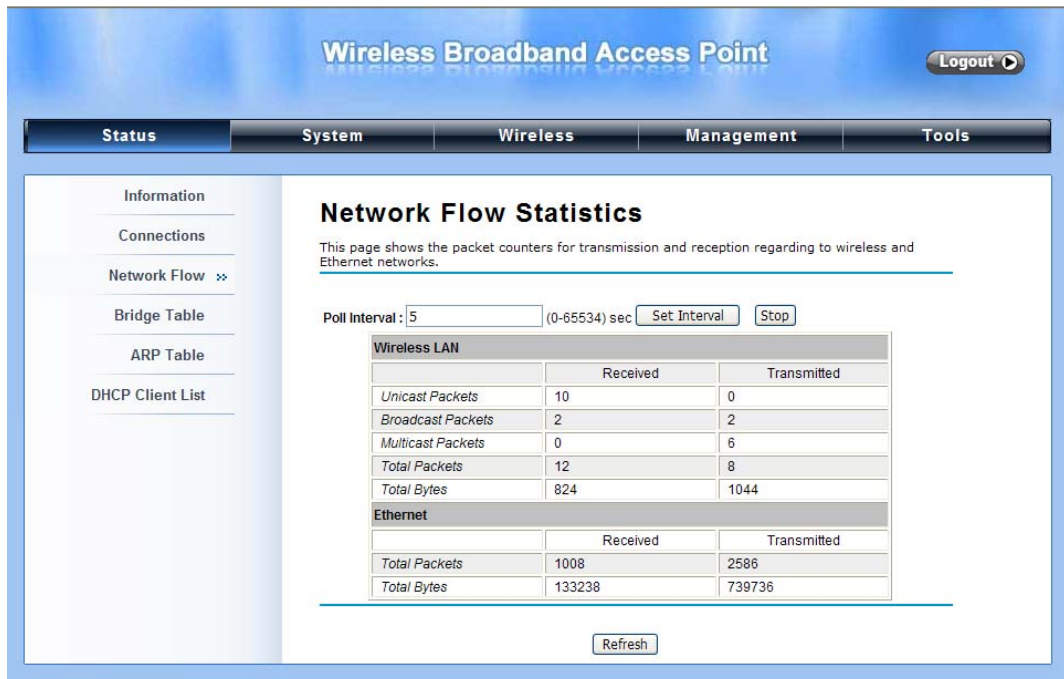 Wireless Broadband Access Point
Logout
Status System Wireless Management Tools
Information
Connections
Network Flow »
Bridge Table
ARP Table
DHCP Client List
Network Flow Statistics
This page shows the packet counters for transmission and reception regarding to wireless and
Ethernet networks.
Poll Interval : 5 (0-65534) sec Set Interval Stop
Wireless LAN
Received Transmitted
Unicast Packets 10 0
Broadcast Packets 2 2
Multicast Packets 0 6
Total Packets 12 8
Total Bytes 824 1044
Ethernet
Received Transmitted
Total Packets 1008 2586
Total Bytes 133238 739736
Refresh